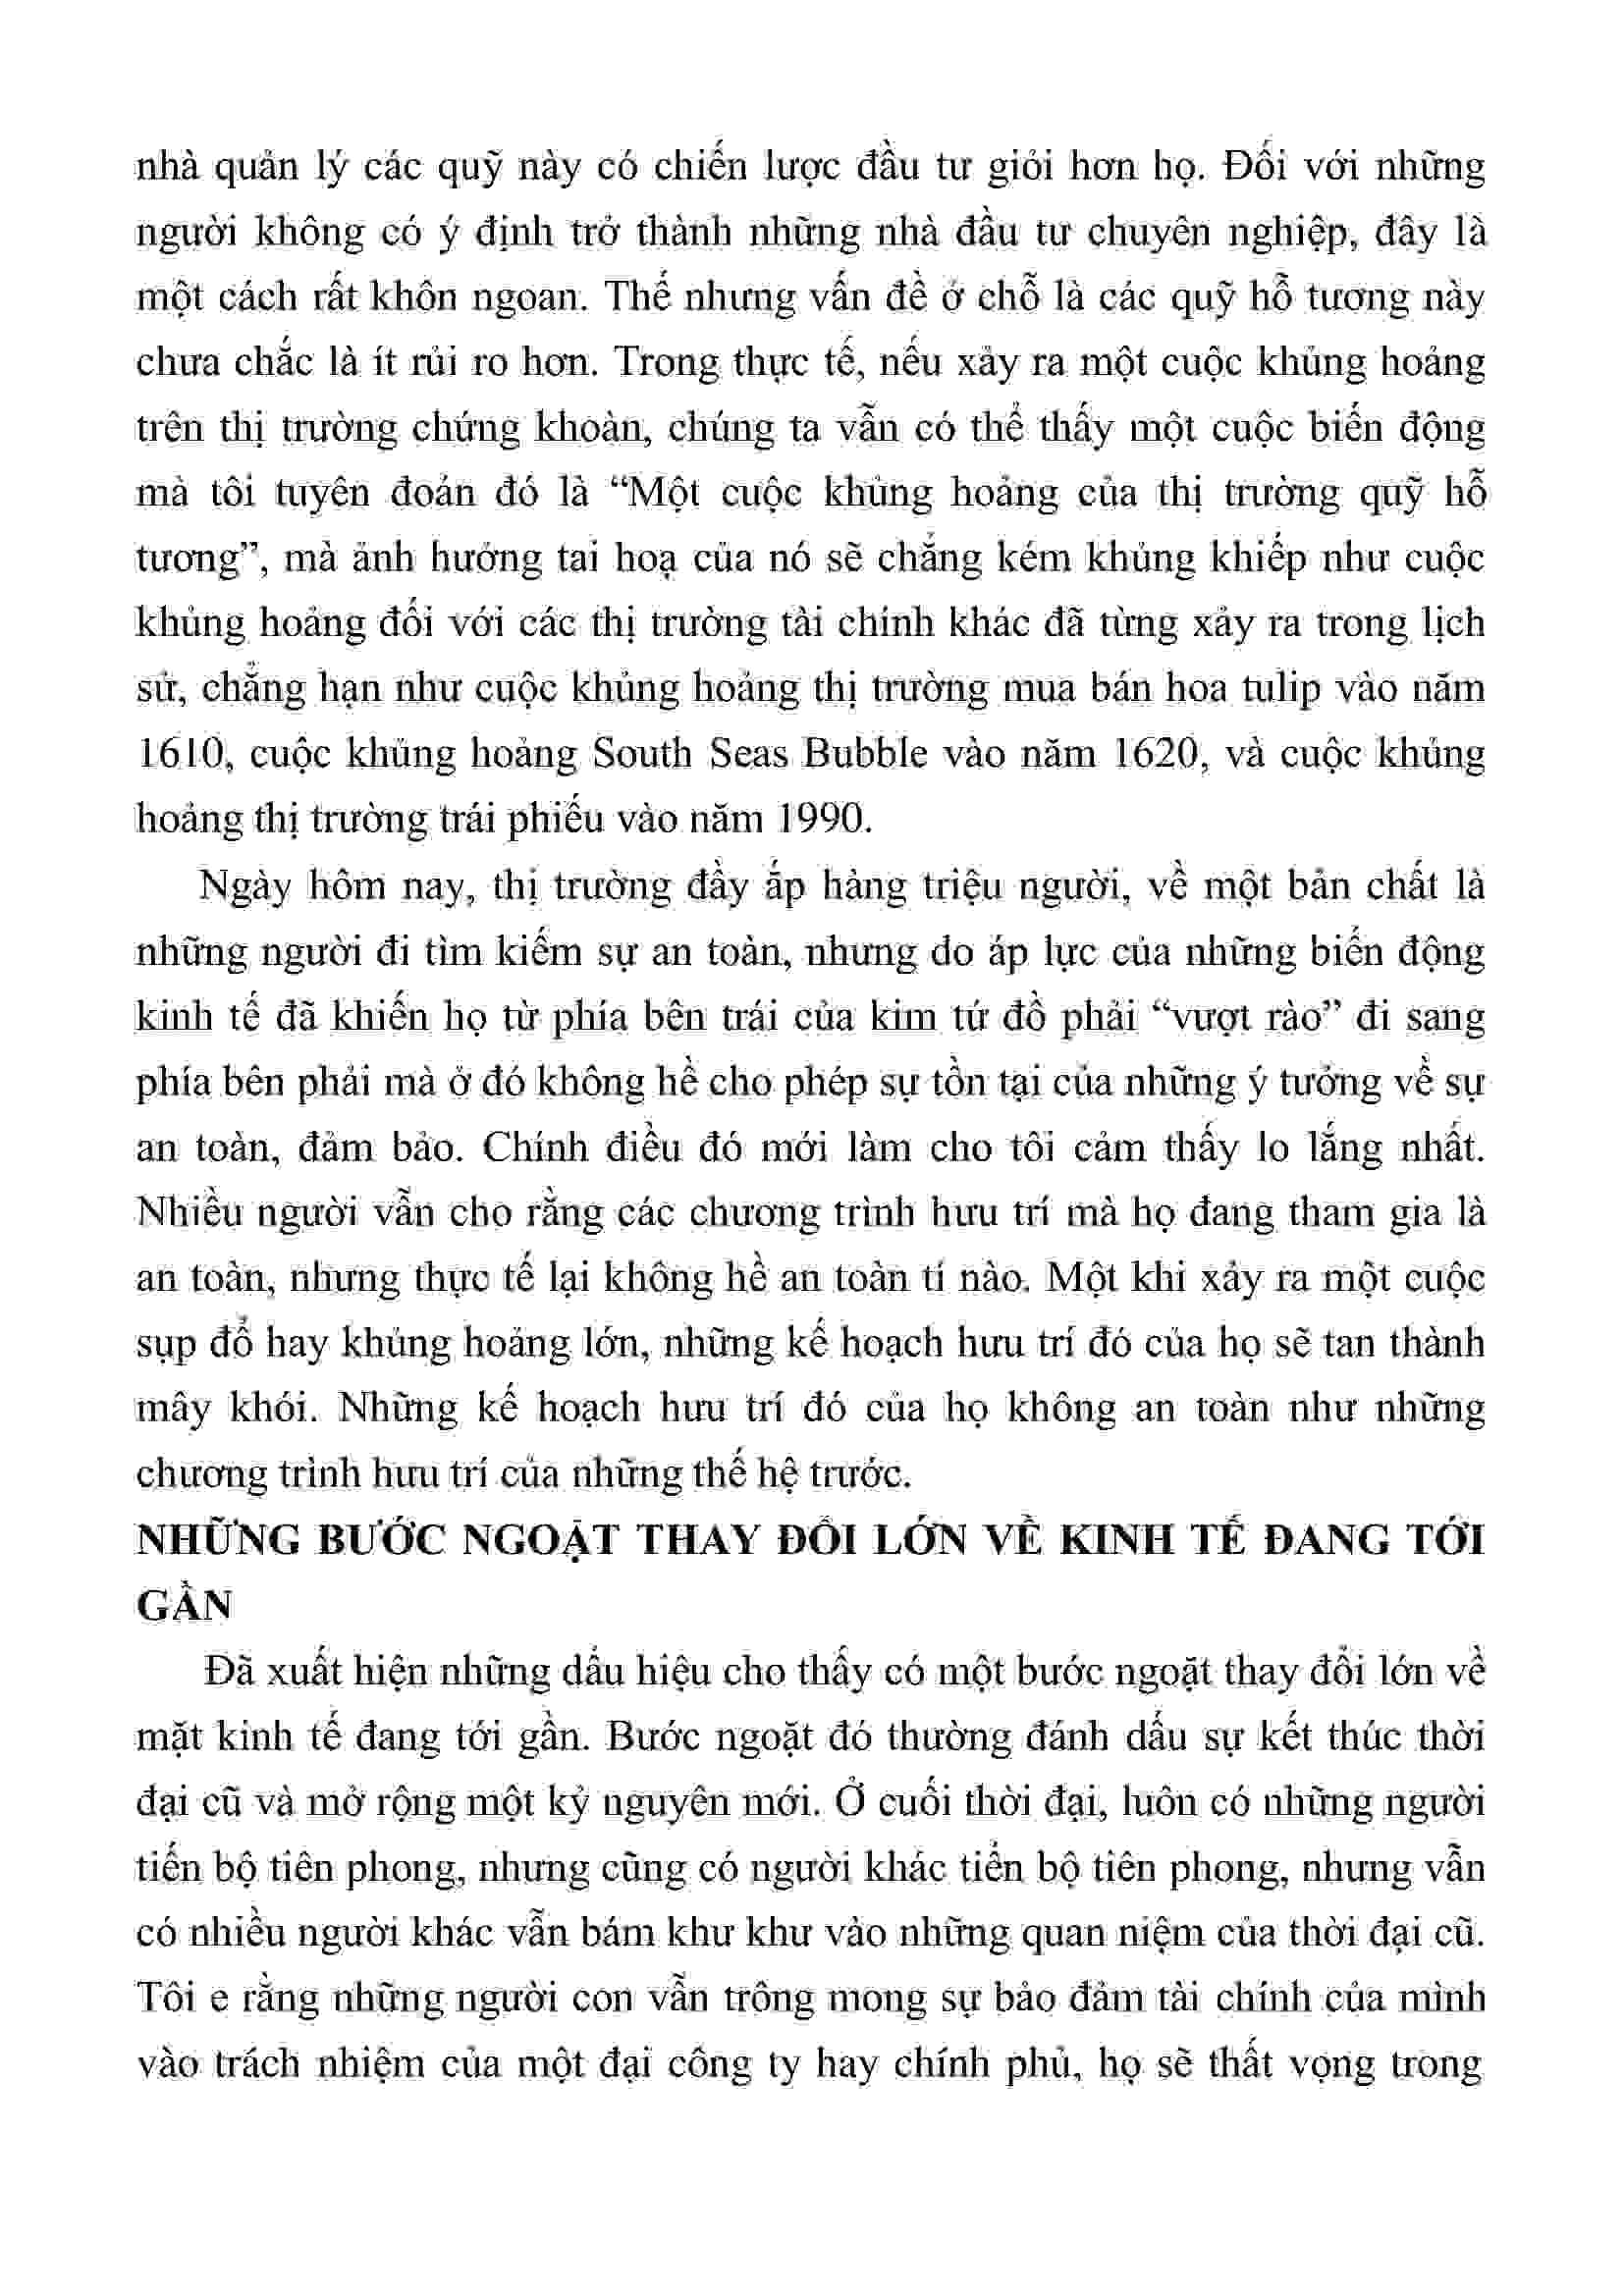 nhà quản lý các quỹ này có chiến lược đầu tư giỏi hơn họ. Đối với những
người không có ý định trở thành những nhà đầu tư chuyên nghiệp, đây là
một cách rất khôn ngoan. Thế nhưng vấn đề ở chỗ là các quỹ hỗ tương này
chưa chắc là ít rủi ro hơn. Trong thực tế, nếu xảy ra một cuộc khủng hoảng
trên thị trường chứng khoàn, chúng ta vẫn có thể thấy một cuộc biến động
mà tôi tuyên đoán đó là “Một cuộc khủng hoảng của thị trường quỹ hỗ
tương”, mà ảnh hưởng tai hoạ của nó sẽ chẳng kém khủng khiếp như cuộc
khủng hoảng đối với các thị trường tài chính khác đã từng xảy ra trong lịch
sử, chẳng hạn như cuộc khủng hoảng thị trường mua bán hoa tulip vào năm
1610, cuộc khủng hoảng South Seas Bubble vào năm 1620, và cuộc khủng
hoảng thị trường trái phiếu vào năm 1990.
Ngày hôm nay, thị trường đầy ắp hàng triệu người, về một bản chất là
những người đi tìm kiếm sự an toàn, nhưng do áp lực của những biến động
kinh tế đã khiến họ từ phía bên trái của kim tứ đồ phải “vượt rào” đi sang
phía bên phải mà ở đó không hề cho phép sự tồn tại của những ý tưởng về sự
an toàn, đảm bảo. Chính điều đó mới làm cho tôi cảm thấy lo lắng nhất.
Nhiều người vẫn cho rằng các chương trình hưu trí mà họ đang tham gia là
an toàn, nhưng thực tế lại không hề an toàn tí nào. Một khi xảy ra một cuộc
sụp đổ hay khủng hoảng lớn, những kế hoạch hưu trí đó của họ sẽ tan thành
mây khói. Những kế hoạch hưu trí đó của họ không an toàn như những
chương trình hưu trí của những thế hệ trước.
NHỮNG BƯỚC NGOẶT THAY ĐỔI LỚN VỀ KINH TẾ ĐANG TỚI
GẦN
Đã xuất hiện những dấu hiệu cho thấy có một bước ngoặt thay đổi lớn về
mặt kinh tế đang tới gần. Bước ngoặt đó thường đánh dấu sự kết thúc thời
đại cũ và mở rộng một kỷ nguyên mới. Ở cuối thời đại, luôn có những người
tiến bộ tiên phong, nhưng cũng có người khác tiến bộ tiên phong, nhưng vẫn
có nhiều người khác vẫn bám khư khư vào những quan niệm của thời đại cũ.
Tôi e rằng những người con vẫn trông mong sự bảo đảm tài chính của mình
vào trách nhiệm của một đại công ty hay chính phủ, họ sẽ thất vọng trong